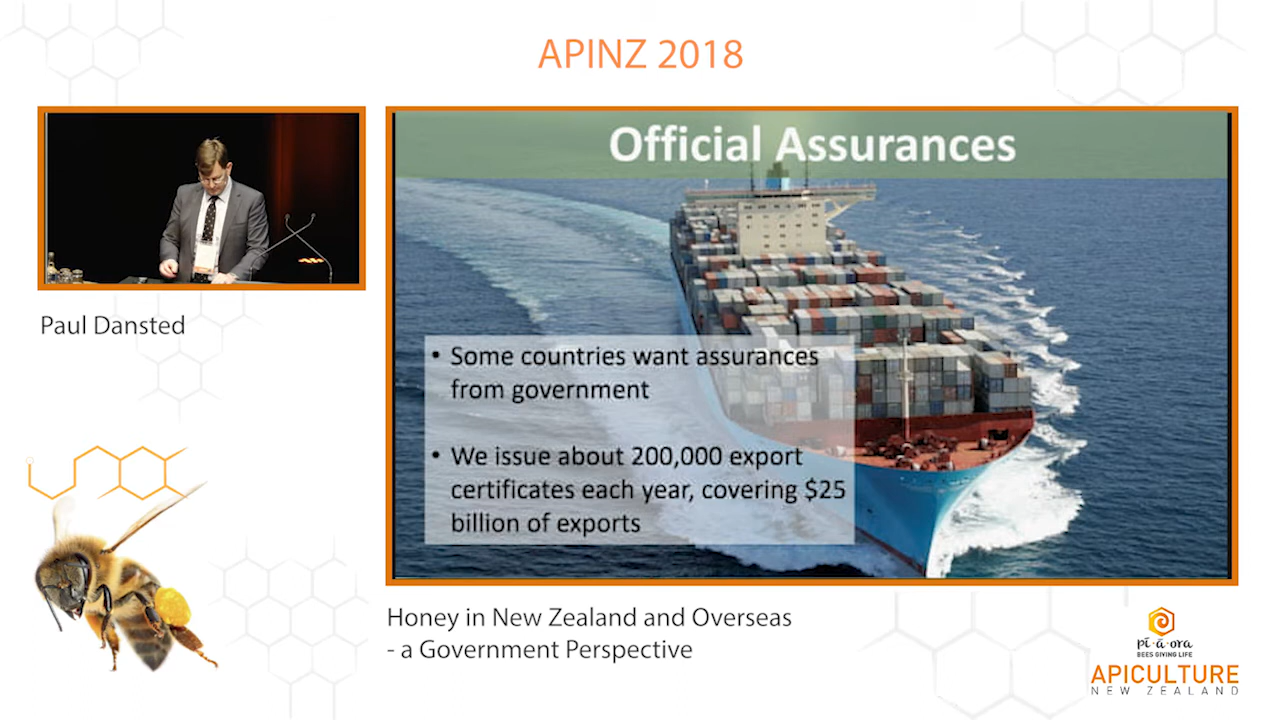 APINZ 2018
Official Assurances
• Some countries want assurances
from government
• We issue about 200,000 export
certificates each year, covering $25
billion of exports
Paul Dansted
Honey in New Zealand and Overseas
- a Government Perspective
pī-ā-ora
BEES GIVING LIFE
APICULTURE
NEW ZEALAND